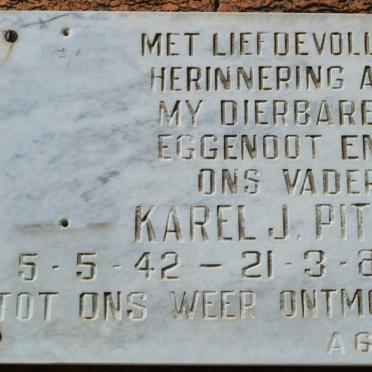 MET LIEFDEVOLL
HERINNERING A
MY DIERBARE
EGGENOOT EN
ONS VADER
KAREL J. PIT
5 - 5 - 42 - 21 - 3 - 8
TOT ONS WEER ONTMO
A G